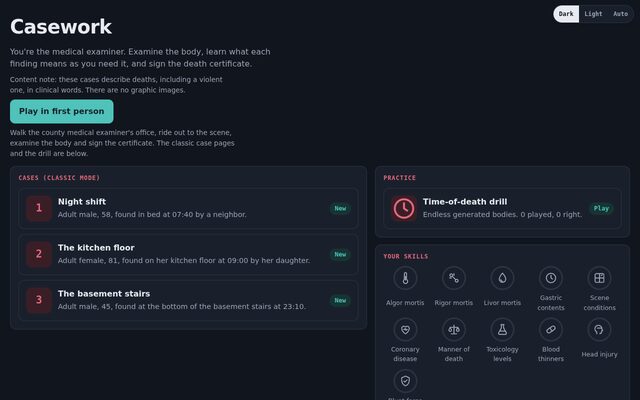 Dark Light Auto
Casework
You're the medical examiner. Examine the body, learn what each
finding means as you need it, and sign the death certificate.
Content note: these cases describe deaths, including a violent
one, in clinical words. There are no graphic images.
Play in first person
Walk the county medical examiner's office, ride out to the scene,
examine the body and sign the certificate. The classic case pages
and the drill are below.
CASES (CLASSIC MODE)
1
Night shift
Adult male, 58, found in bed at 07:40 by a neighbor.
New
2
The kitchen floor
Adult female, 81, found on her kitchen floor at 09:00 by her daughter.
New
3
The basement stairs
Adult male, 45, found at the bottom of the basement stairs at 23:10.
New
PRACTICE
Time-of-death drill
Endless generated bodies. 0 played, 0 right.
Play
YOUR SKILLS
Algor mortis
Rigor mortis
Livor mortis
Gastric
contents
Scene
conditions
Coronary
disease
Manner of
death
Toxicology
levels
Blood
thinners
Head injury